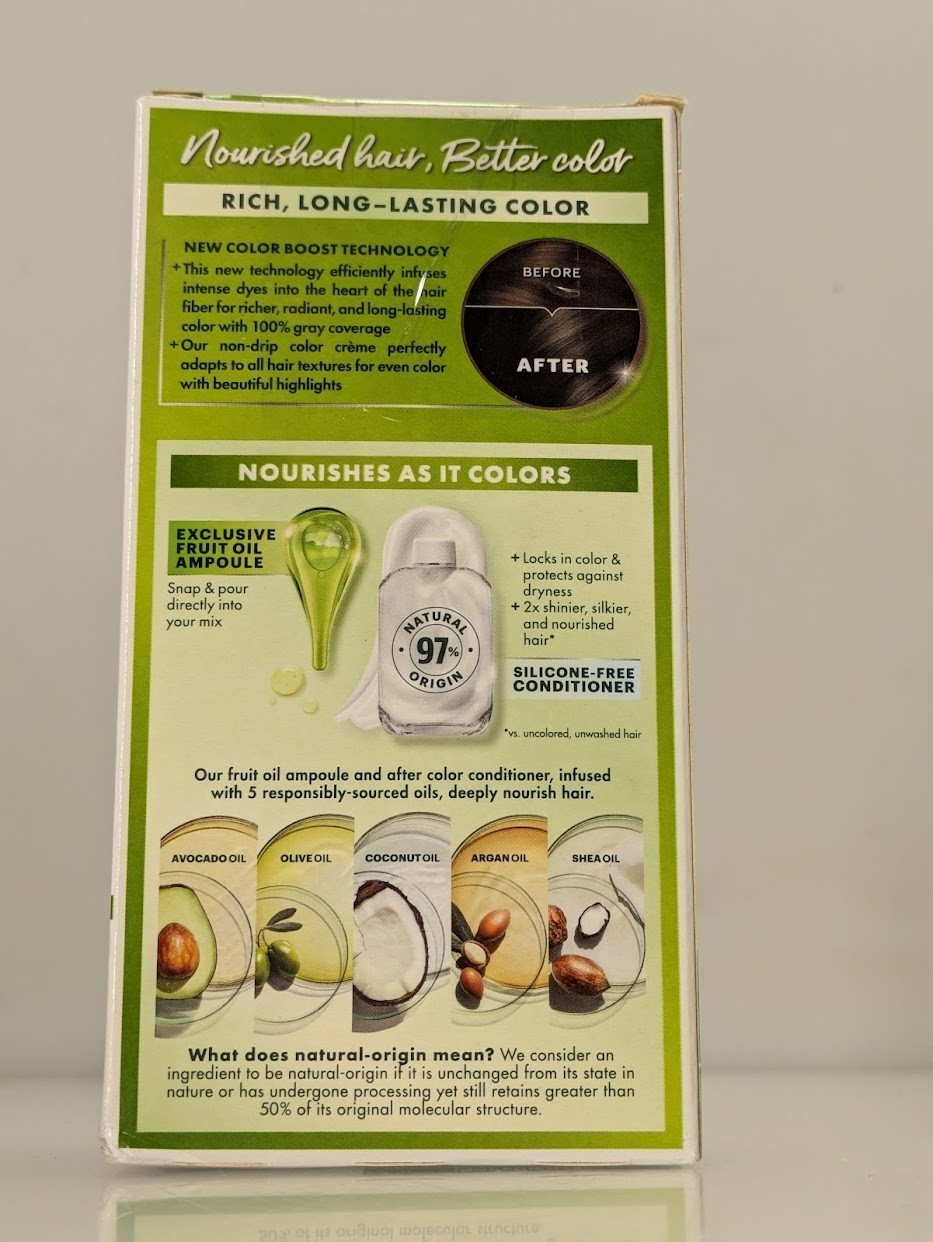 Nourished hair, Better color
RICH, LONG-LASTING COLOR
NEW COLOR BOOST TECHNOLOGY
+ This new technology efficiently infuses
intense dyes into the heart of the hair
fiber for richer, radiant, and long-lasting
color with 100% gray coverage
+ Our non-drip color crème perfectly
adapts to all hair textures for even color
with beautiful highlights
BEFORE
AFTER
NOURISHES AS IT COLORS
EXCLUSIVE
FRUIT OIL
AMPOULE
Snap & pour
directly into
your mix
NATURAL
97%
ORIGIN
+ Locks in color &
protects against
dryness
+ 2x shinier, silkier,
and nourished
hair*
SILICONE-FREE
CONDITIONER
*vs. uncolored, unwashed hair
Our fruit oil ampoule and after color conditioner, infused
with 5 responsibly-sourced oils, deeply nourish hair.
AVOCADO OIL
OLIVE OIL
COCONUT OIL
ARGAN OIL
SHEA OIL
What does natural-origin mean? We consider an
ingredient to be natural-origin if it is unchanged from its state in
nature or has undergone processing yet still retains greater than
50% of its original molecular structure.